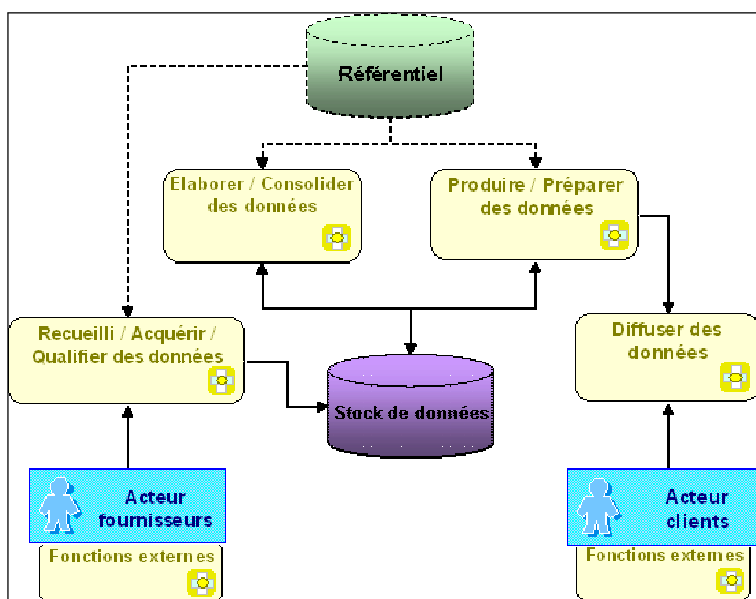 Référentiel
Elaborer / Consolider
des données
Produire / Préparer
des données
Recueilli / Acquérir /
Qualifier des données
Diffuser des
données
Stock de données
Acteur
fournisseurs
Fonctions externes
Acteur
clients
Fonctions externes